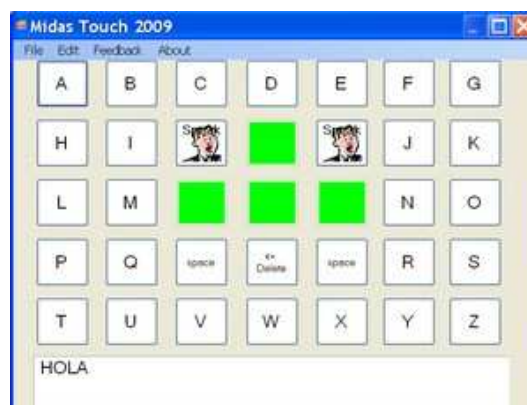 Midas Touch 2009
File Edit Feedback About
A B C D E F G
H I Speak Speak J K
L M N O
P Q space <- Delete space R S
T U V W X Y Z
HOLA